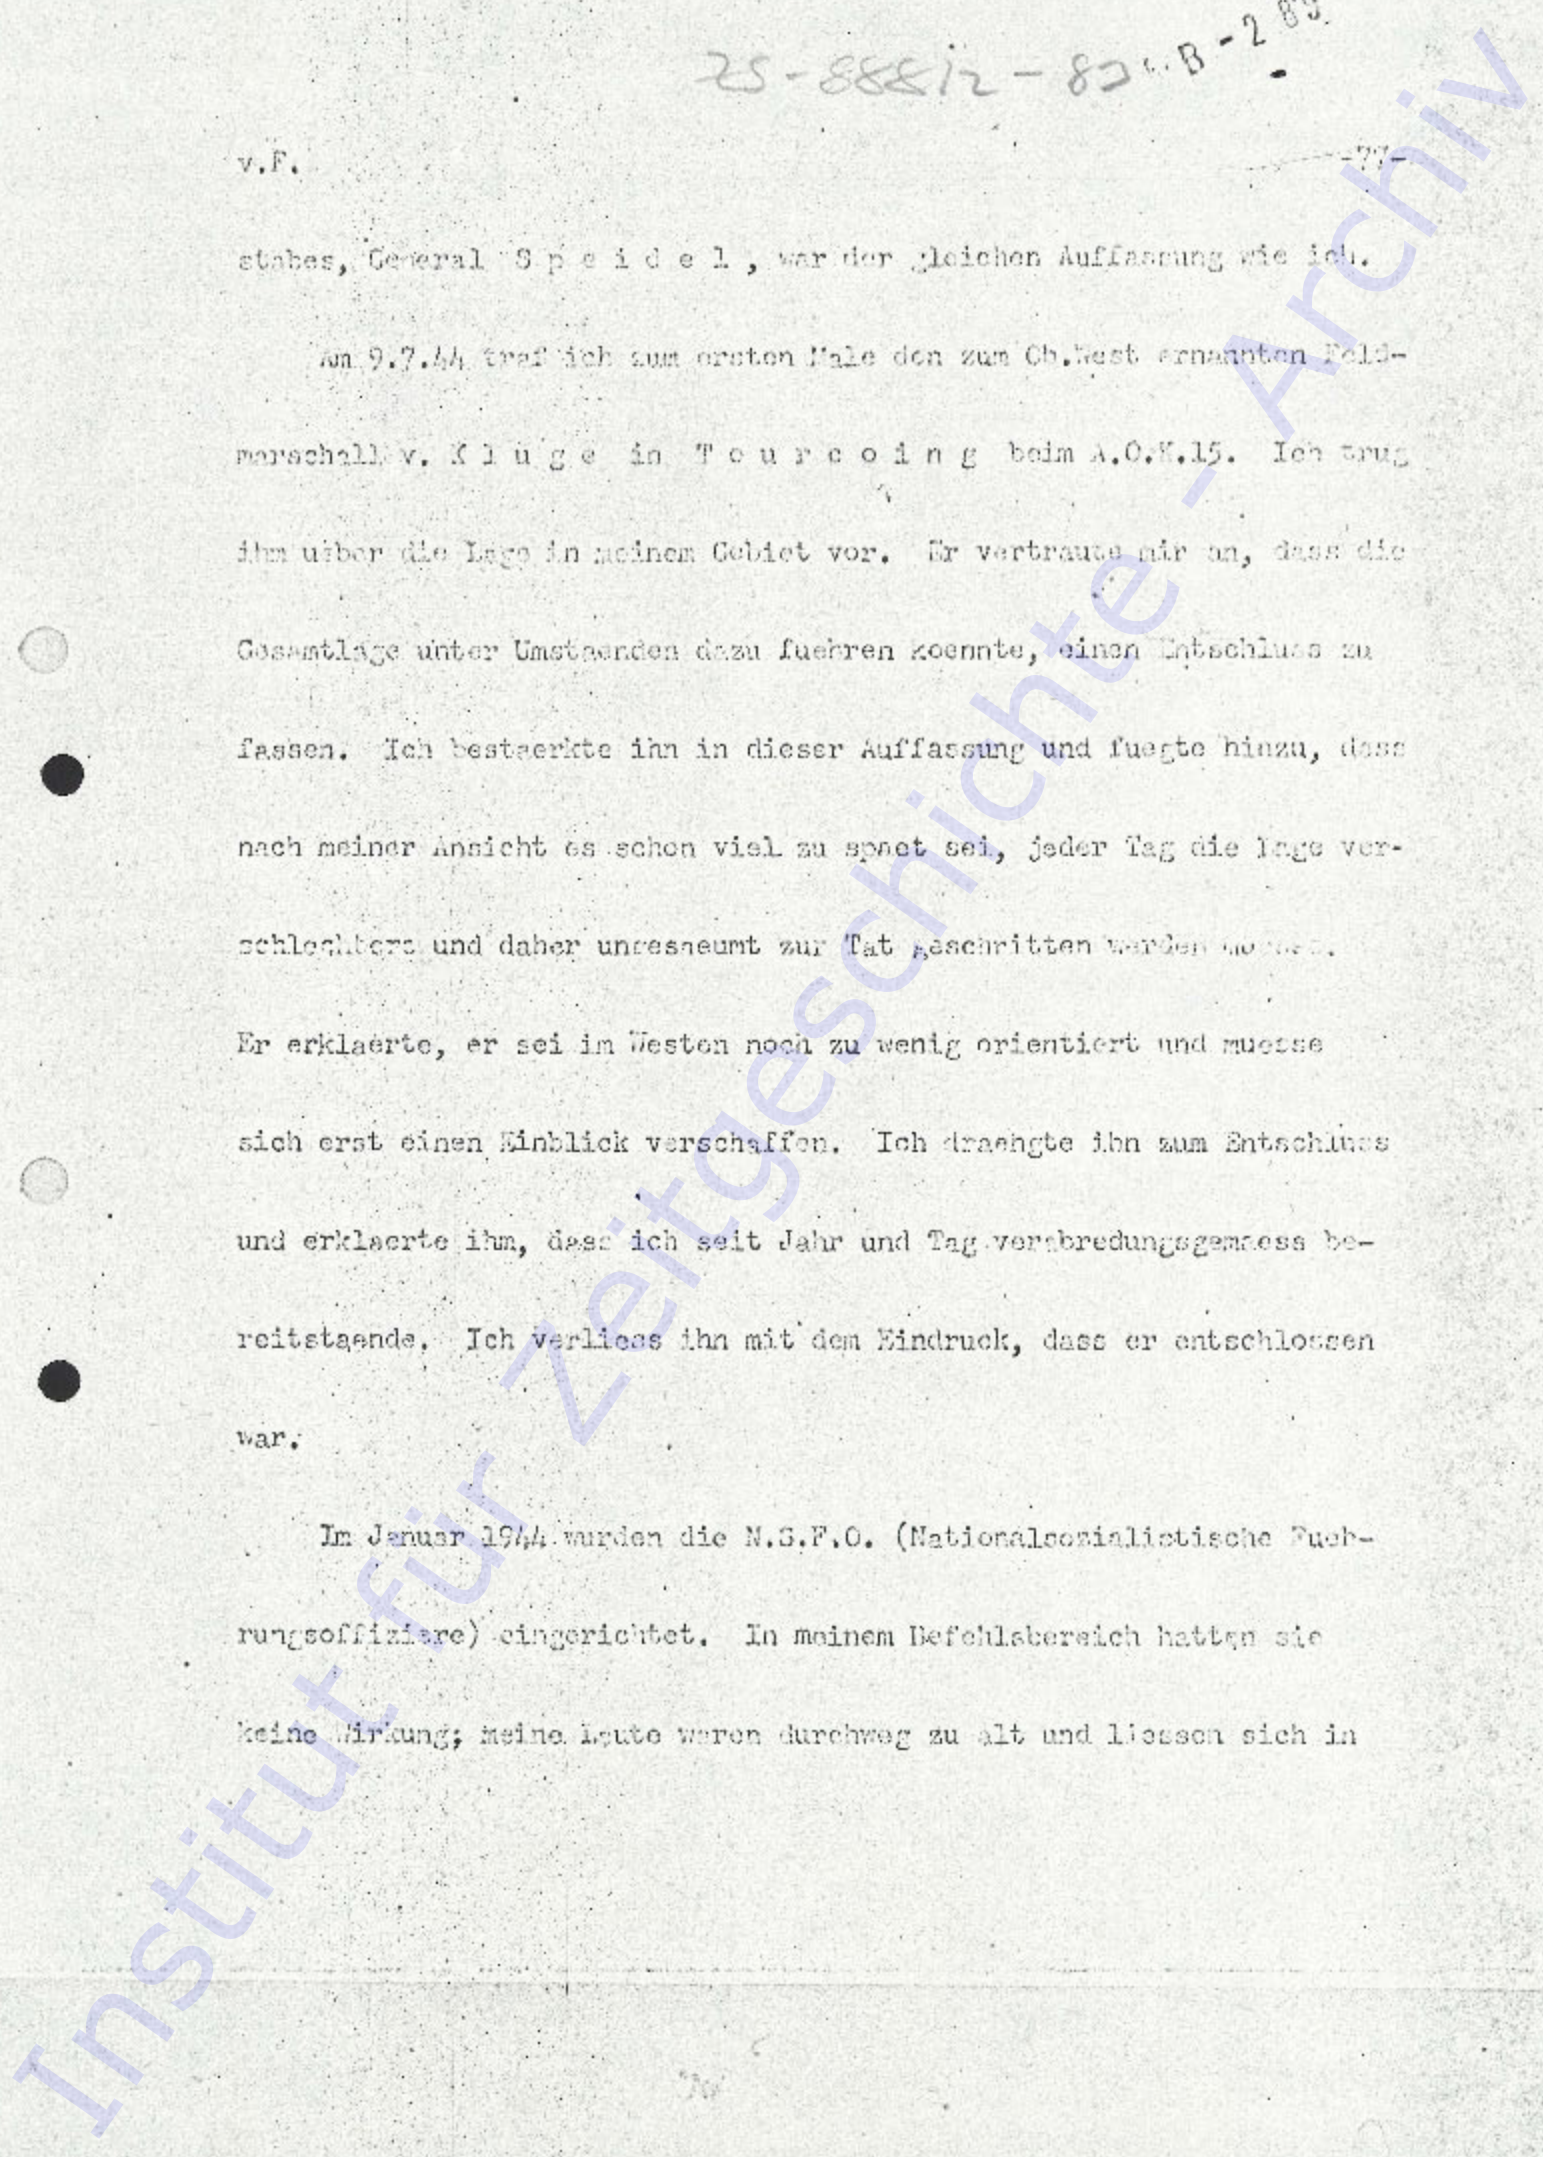 ZS-888/2-82 B-289
v.F. -77-
stabes, General S p e i d e l , war der gleichen Auffassung wie ich.
Am 9.7.44 traf ich zum ersten Male den zum Ob.West ernannten Feld-
marschall v. K l u g e in T o u r c o i n g beim A.O.K.15. Ich trug
ihm ueber die Lage in meinem Gebiet vor. Er vertraute mir an, dass die
Gesamtlage unter Umstaenden dazu fuehren koennte, einen Entschluss zu
fassen. Ich bestaerkte ihn in dieser Auffassung und fuegte hinzu, dass
nach meiner Ansicht es schon viel zu spaet sei, jeder Tag die Lage ver-
schlechtere und daher ungesaeumt zur Tat geschritten werden muesse.
Er erklaerte, er sei im Westen noch zu wenig orientiert und muesse
sich erst einen Einblick verschaffen. Ich draengte ihn zum Entschluss
und erklaerte ihm, dass ich seit Jahr und Tag verabredungsgemaess be-
reitstaende. Ich verliess ihn mit dem Eindruck, dass er entschlossen
war.
Im Januar 1944 wurden die N.S.F.O. (Nationalsozialistische Fueh-
rungsoffiziere) eingerichtet. In meinem Befehlsbereich hatten sie
keine Wirkung; meine Leute waren durchweg zu alt und liessen sich in
Institut für Zeitgeschichte - Archiv